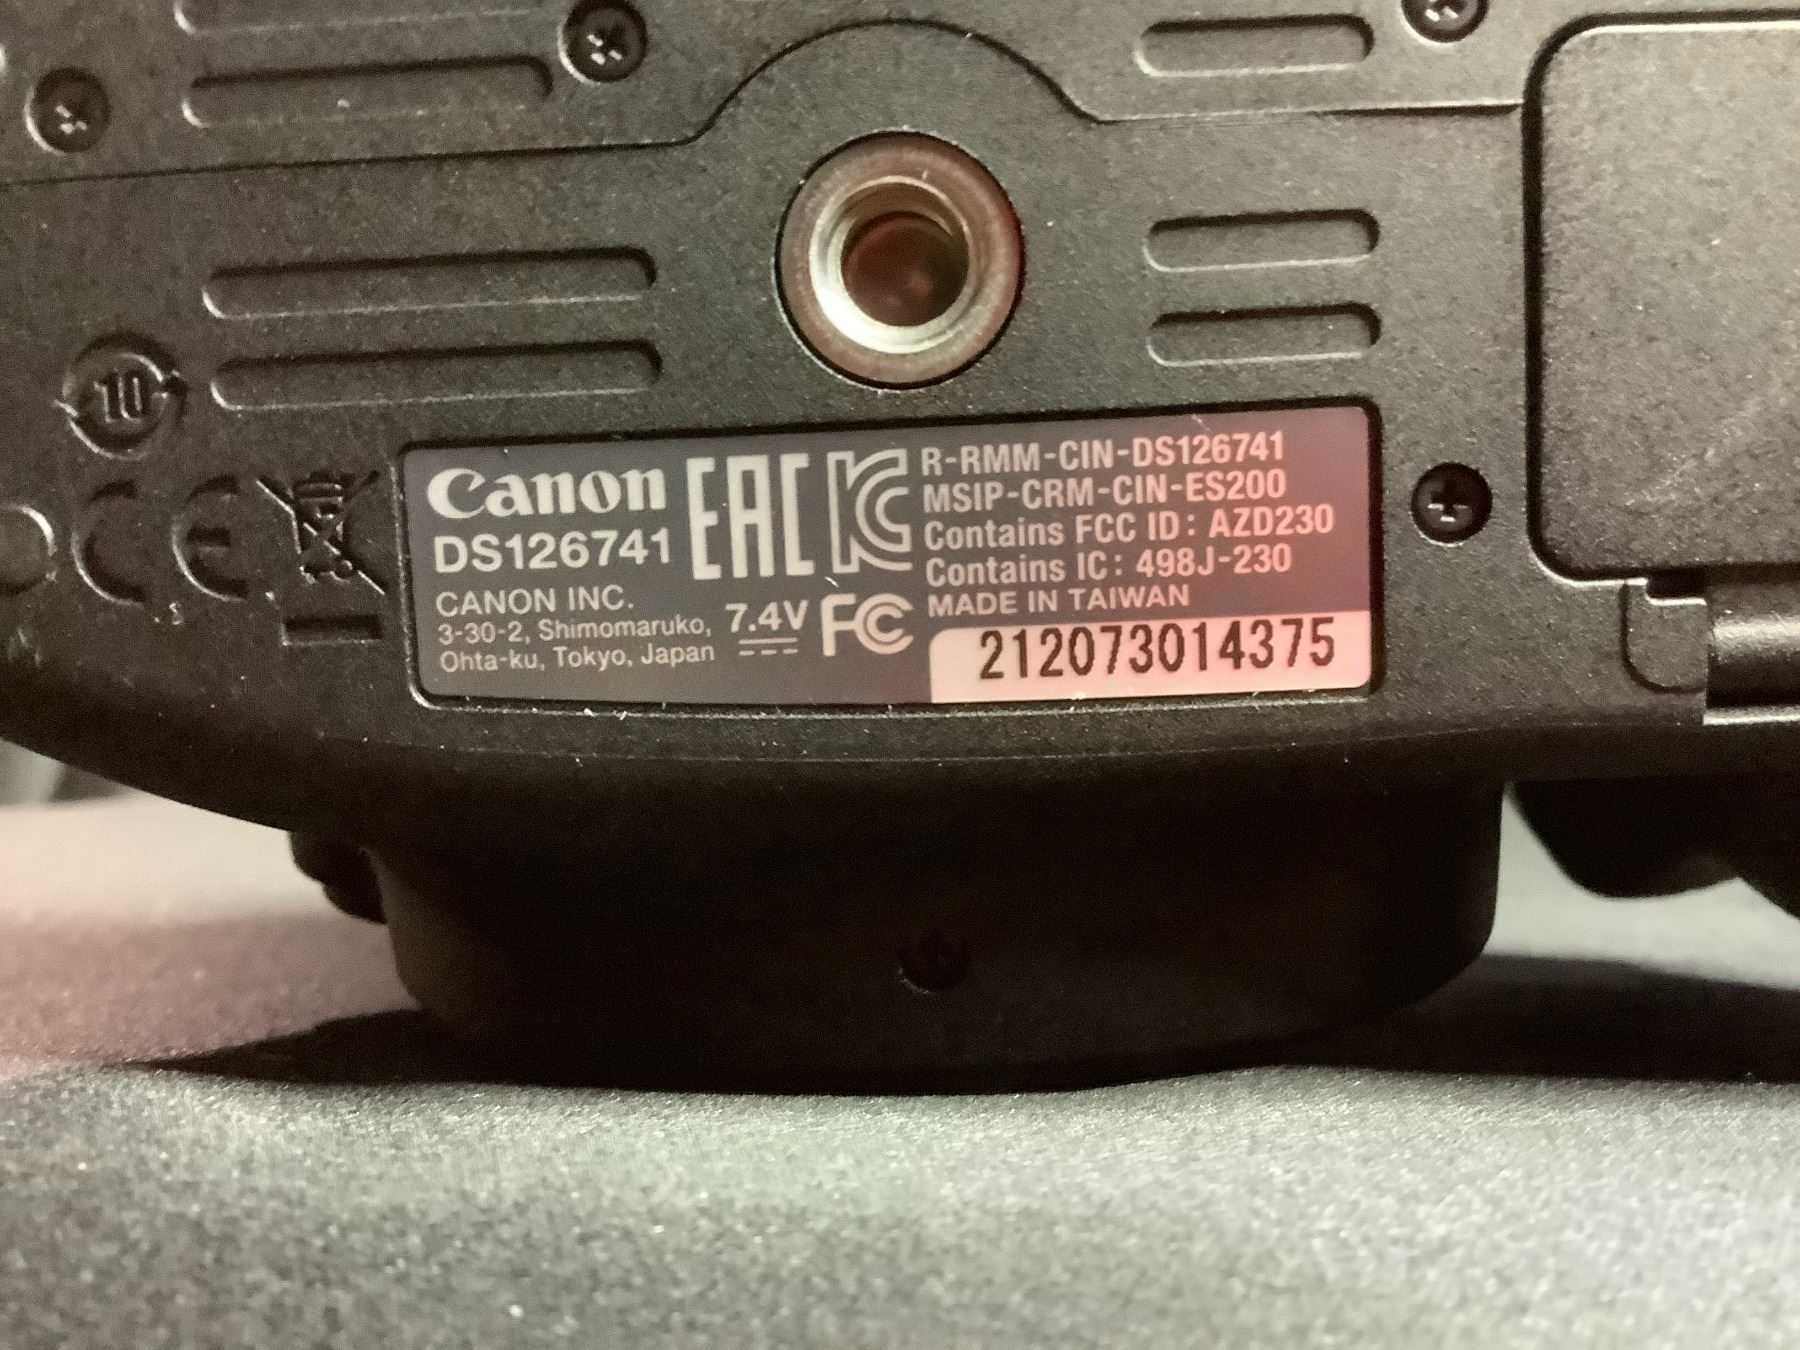 10
Canon
DS126741
CANON INC.
3-30-2, Shimomaruko,
Ohta-ku, Tokyo, Japan
EAC
7.4V
KC
FC
R-RMM-CIN-DS126741
MSIP-CRM-CIN-ES200
Contains FCC ID: AZD230
Contains IC: 498J-230
MADE IN TAIWAN
212073014375
CE